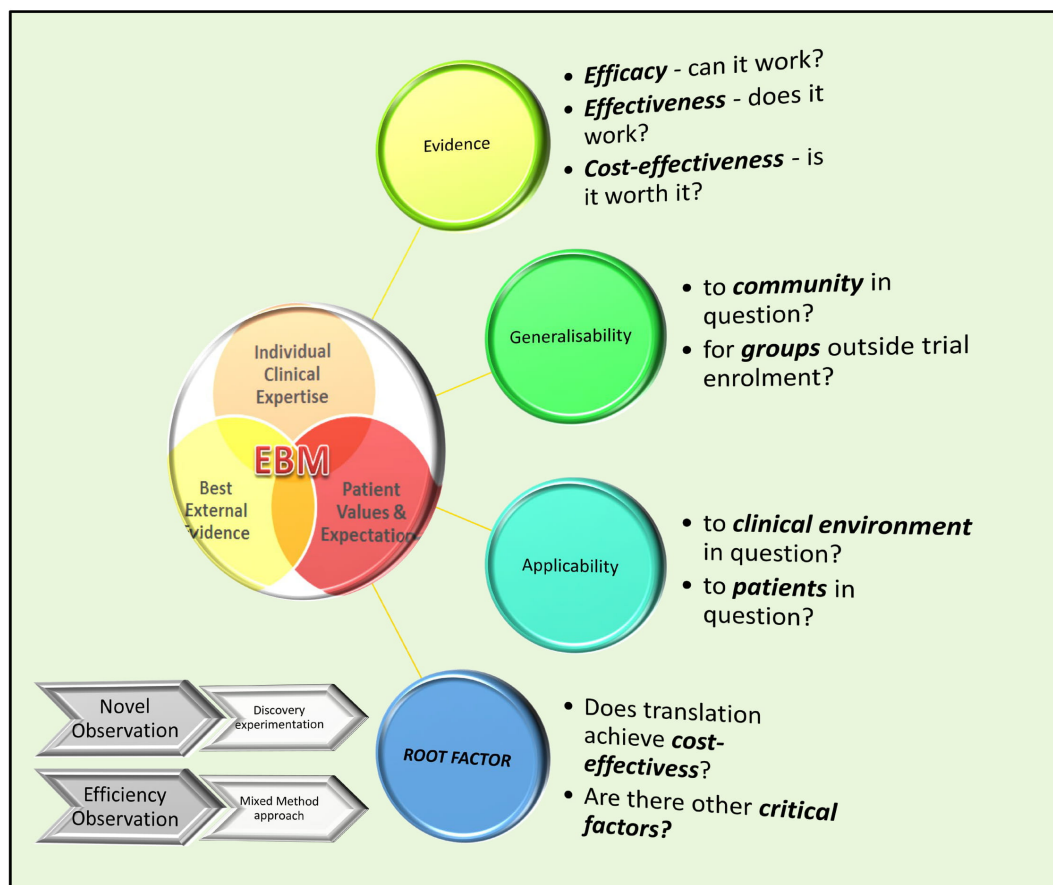 Evidence
• Efficacy - can it work?
• Effectiveness - does it
work?
• Cost-effectiveness - is
it worth it?
Generalisability
• to community in
question?
• for groups outside trial
enrolment?
Individual
Clinical
Expertise
EBM
Best
External
Evidence
Patient
Values &
Expectation
Applicability
• to clinical environment
in question?
• to patients in
question?
Novel
Observation
Discovery
experimentation
Efficiency
Observation
Mixed Method
approach
ROOT FACTOR
• Does translation
achieve cost-
effectivess?
• Are there other critical
factors?